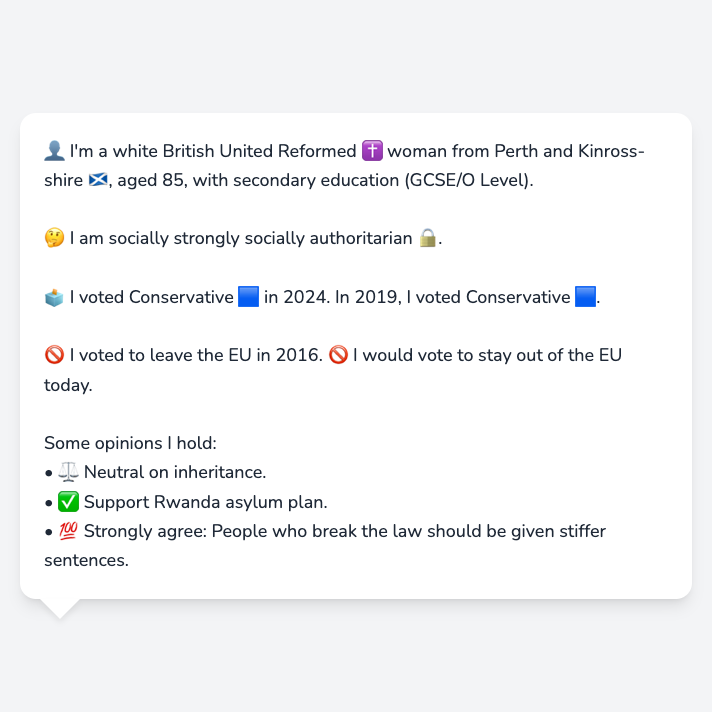 👤 I'm a white British United Reformed ✝️ woman from Perth and Kinross-
shire 🏴󠁧󠁢󠁳󠁣󠁴󠁿, aged 85, with secondary education (GCSE/O Level).
🤔 I am socially strongly socially authoritarian 🔒.
🗳️ I voted Conservative 🟦 in 2024. In 2019, I voted Conservative 🟦.
🚫 I voted to leave the EU in 2016. 🚫 I would vote to stay out of the EU
today.
Some opinions I hold:
• ⚖️ Neutral on inheritance.
• ✅ Support Rwanda asylum plan.
• 💯 Strongly agree: People who break the law should be given stiffer
sentences.